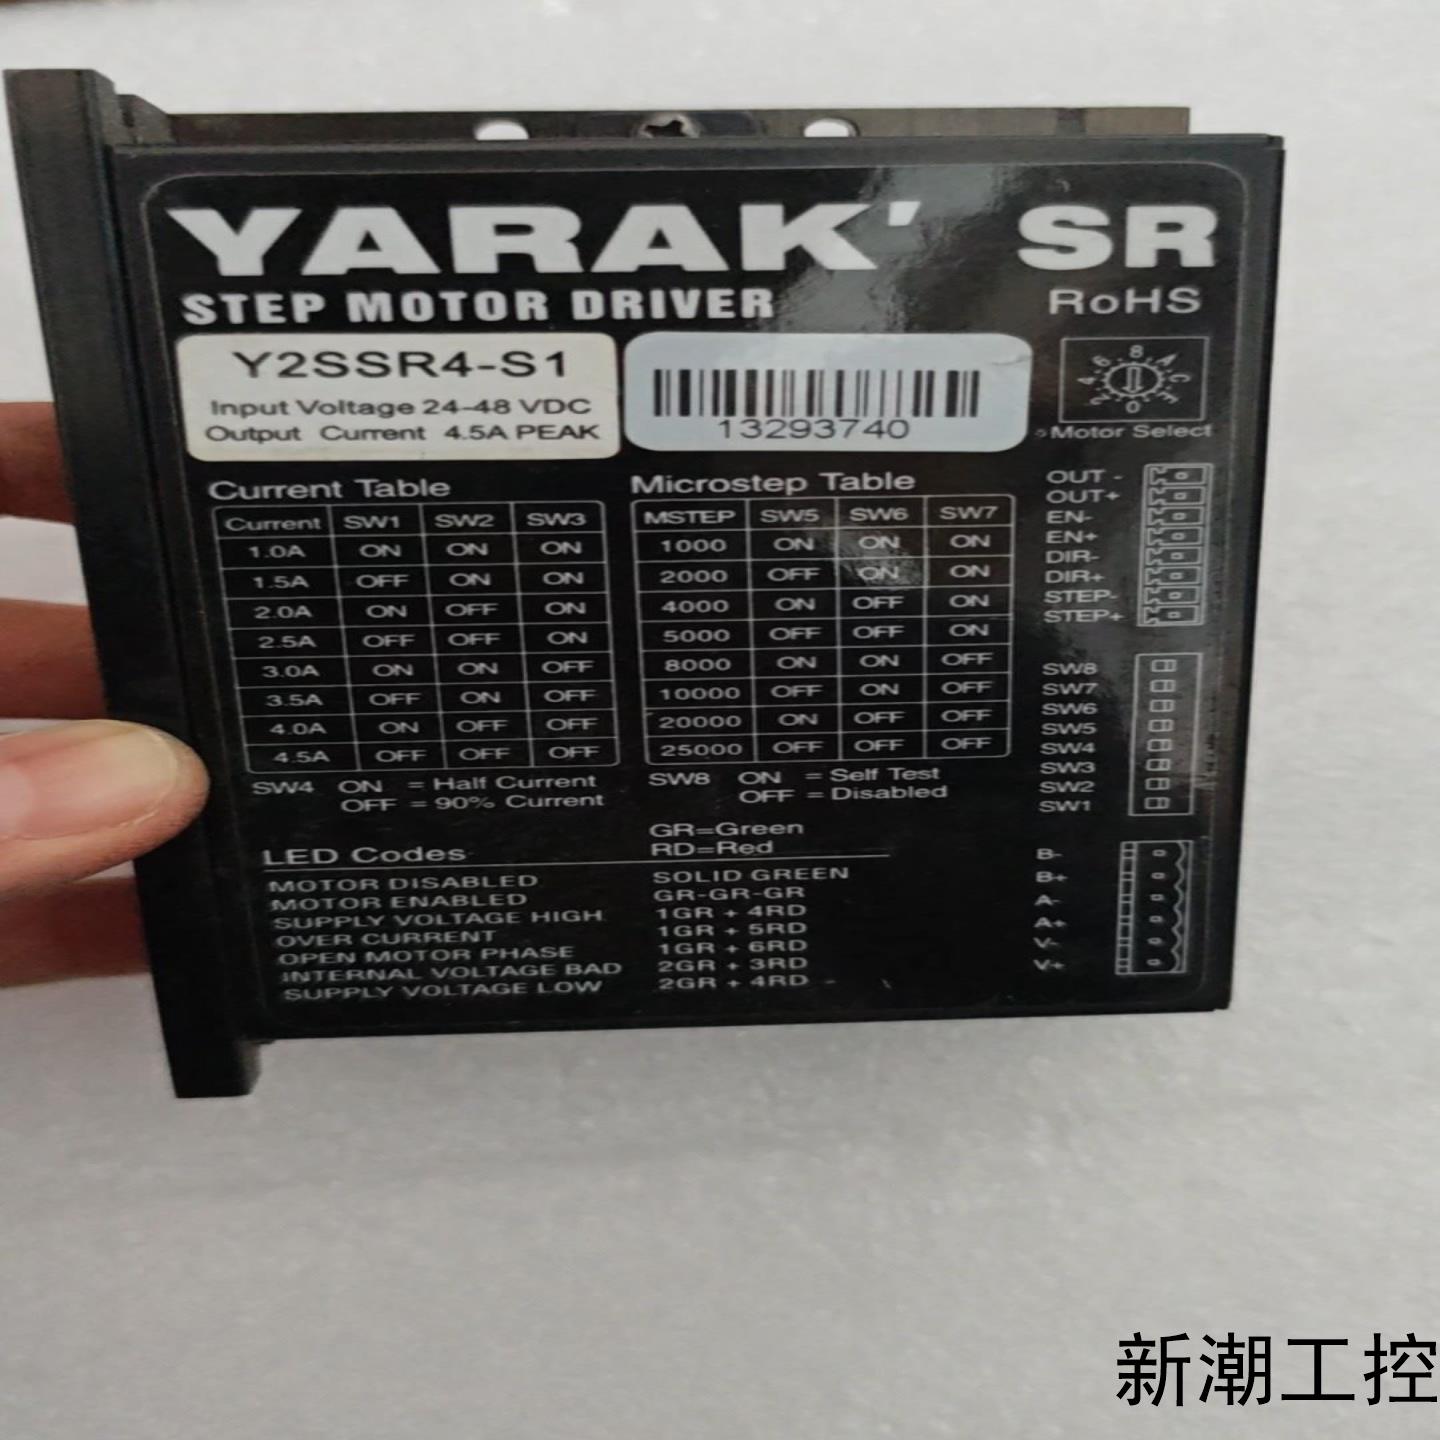 YARAK' SR
STEP MOTOR DRIVER RoHS
Y2SSR4-S1
Input Voltage 24-48 VDC
Output Current 4.5A PEAK
13293740
Motor Select
Current Table
Current SW1 SW2 SW3
1.0A ON ON ON
1.5A OFF ON ON
2.0A ON OFF ON
2.5A OFF OFF ON
3.0A ON ON OFF
3.5A OFF ON OFF
4.0A ON OFF OFF
4.5A OFF OFF OFF
SW4 ON = Half Current
OFF = 90% Current
Microstep Table
MSTEP SW5 SW6 SW7
1000 ON ON ON
2000 OFF ON ON
4000 ON OFF ON
5000 OFF OFF ON
8000 ON ON OFF
10000 OFF ON OFF
20000 ON OFF OFF
25000 OFF OFF OFF
SW8 ON = Self Test
OFF = Disabled
GR=Green
RD=Red
LED Codes
MOTOR DISABLED SOLID GREEN
MOTOR ENABLED GR-GR-GR
SUPPLY VOLTAGE HIGH 1GR + 4RD
OVER CURRENT 1GR + 5RD
OPEN MOTOR PHASE 1GR + 6RD
INTERNAL VOLTAGE BAD 2GR + 3RD
SUPPLY VOLTAGE LOW 2GR + 4RD
OUT -
OUT+
EN-
EN+
DIR-
DIR+
STEP-
STEP+
SW8
SW7
SW6
SW5
SW4
SW3
SW2
SW1
B-
B+
A-
A+
V-
V+
新潮工控